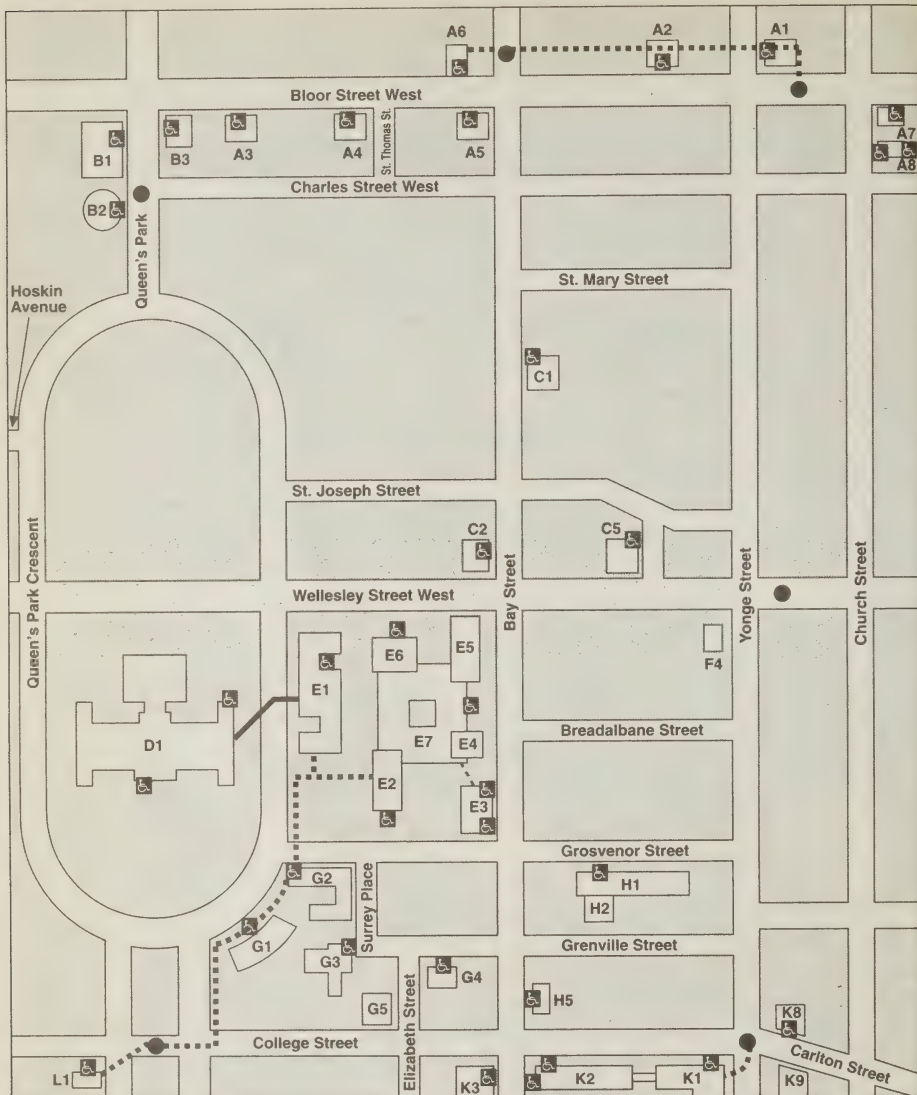 A6
A2
A1
Bloor Street West
St. Thomas St.
B1
B3
A3
A4
A5
A7
A8
Charles Street West
B2
Queen's Park
Hoskin
Avenue
St. Mary Street
C1
St. Joseph Street
C2
C5
Queen's Park Crescent
Bay Street
Yonge Street
Church Street
Wellesley Street West
E1
E6
E5
F4
D1
E7
E4
Breadalbane Street
E2
E3
Grosvenor Street
G2
Surrey Place
H1
H2
G1
G3
Grenville Street
G4
G5
Elizabeth Street
H5
K8
College Street
Carlton Street
L1
K3
K2
K1
K9